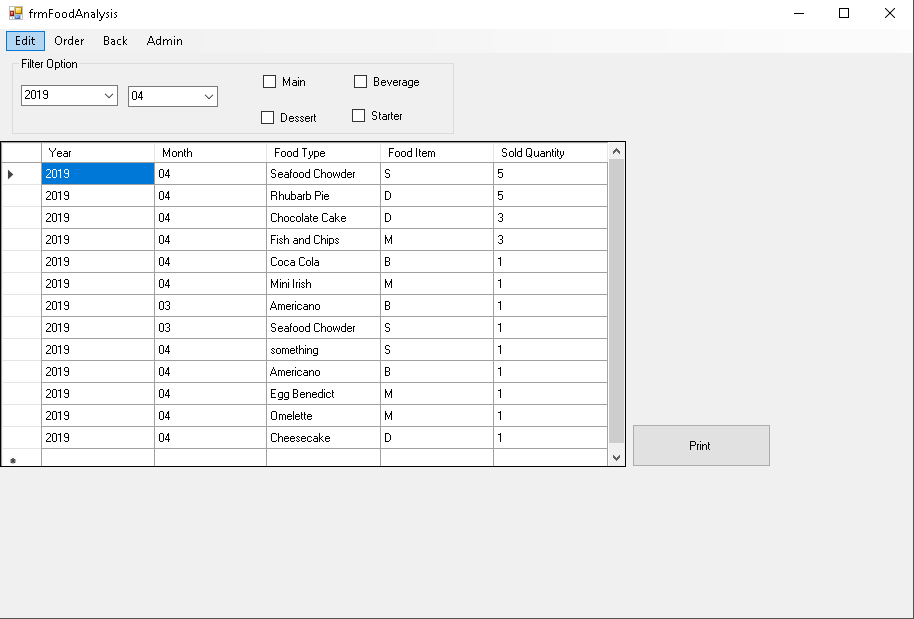 frmFoodAnalysis
Edit Order Back Admin
Filter Option
2019 04 Main Beverage
Dessert Starter
Year Month Food Type Food Item Sold Quantity
2019 04 Seafood Chowder S 5
2019 04 Rhubarb Pie D 5
2019 04 Chocolate Cake D 3
2019 04 Fish and Chips M 3
2019 04 Coca Cola B 1
2019 04 Mini Irish M 1
2019 03 Americano B 1
2019 03 Seafood Chowder S 1
2019 04 something S 1
2019 04 Americano B 1
2019 04 Egg Benedict M 1
2019 04 Omelette M 1
2019 04 Cheesecake D 1
Print